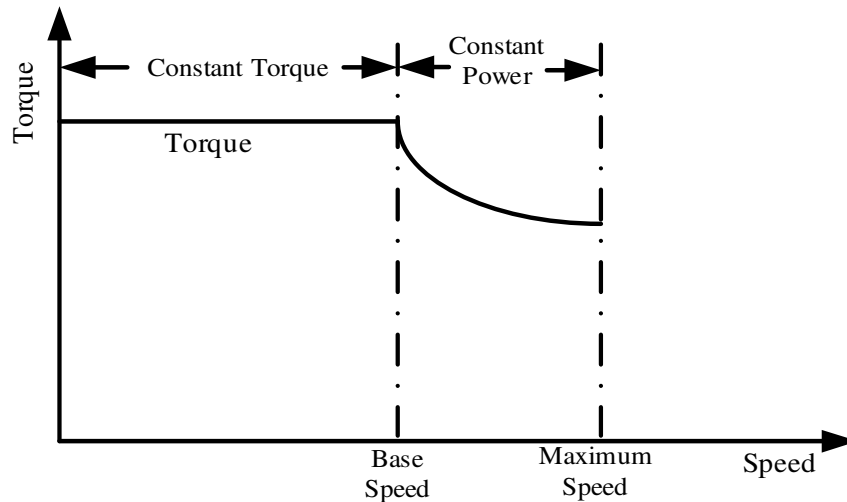 Torque
Constant Torque
Constant
Power
Torque
Base
Speed
Maximum
Speed
Speed